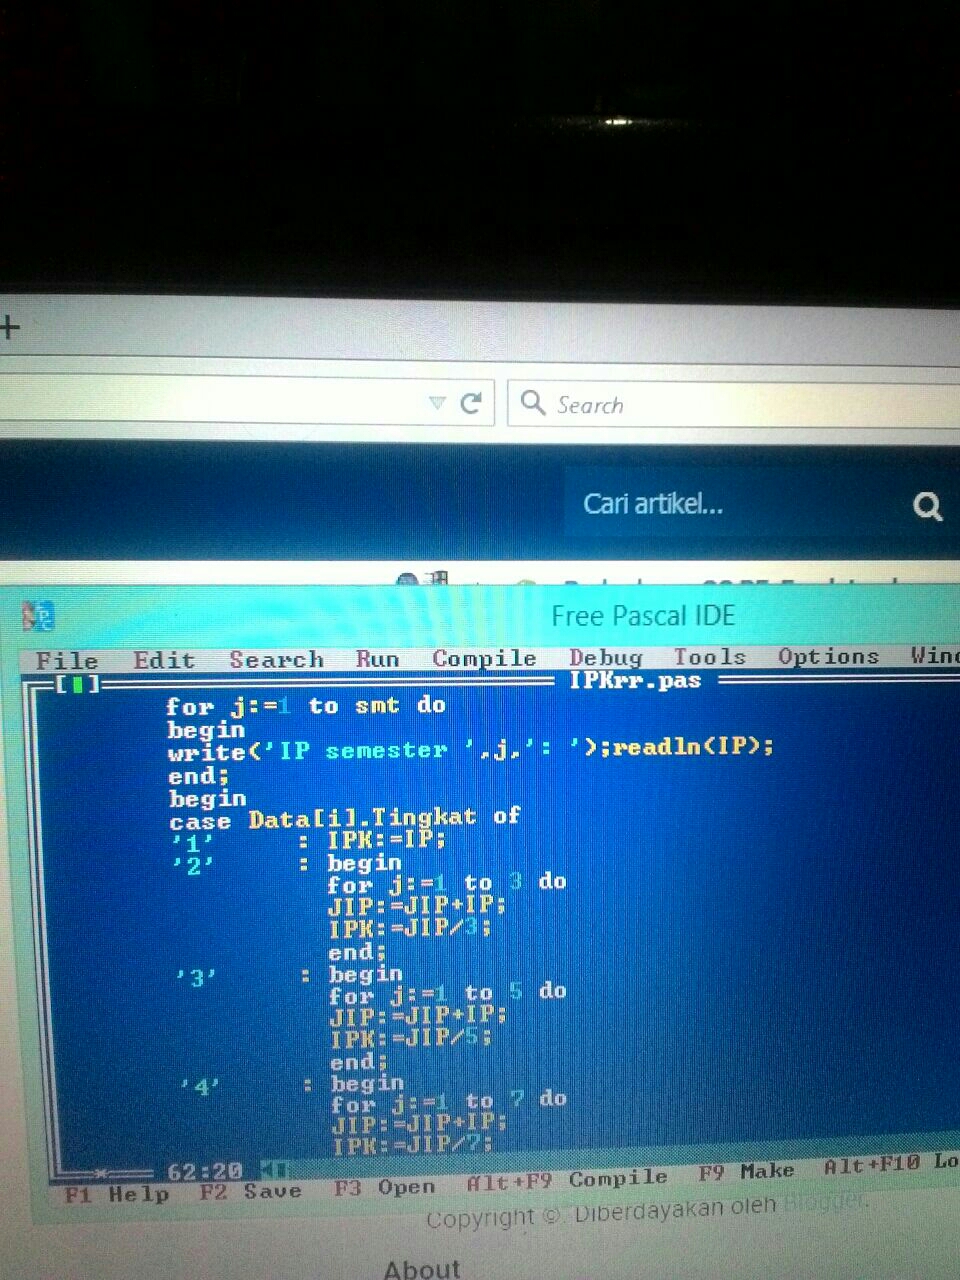 +
Search
Cari artikel...
Free Pascal IDE
File Edit Search Run Compile Debug Tools Options Wind
[ ] IPKrr.pas
for j:=1 to smt do
begin
write('IP semester ',j,': ');readln(IP);
end;
begin
case Data[i].Tingkat of
'1' : IPK:=IP;
'2' : begin
for j:=1 to 3 do
JIP:=JIP+IP;
IPK:=JIP/3;
end;
'3' : begin
for j:=1 to 5 do
JIP:=JIP+IP;
IPK:=JIP/5;
end;
'4' : begin
for j:=1 to 7 do
JIP:=JIP+IP;
IPK:=JIP/7;
62:20
F1 Help F2 Save F3 Open Alt+F9 Compile F9 Make Alt+F10 Lo
Copyright ©. Diberdayakan oleh Blogger.
About